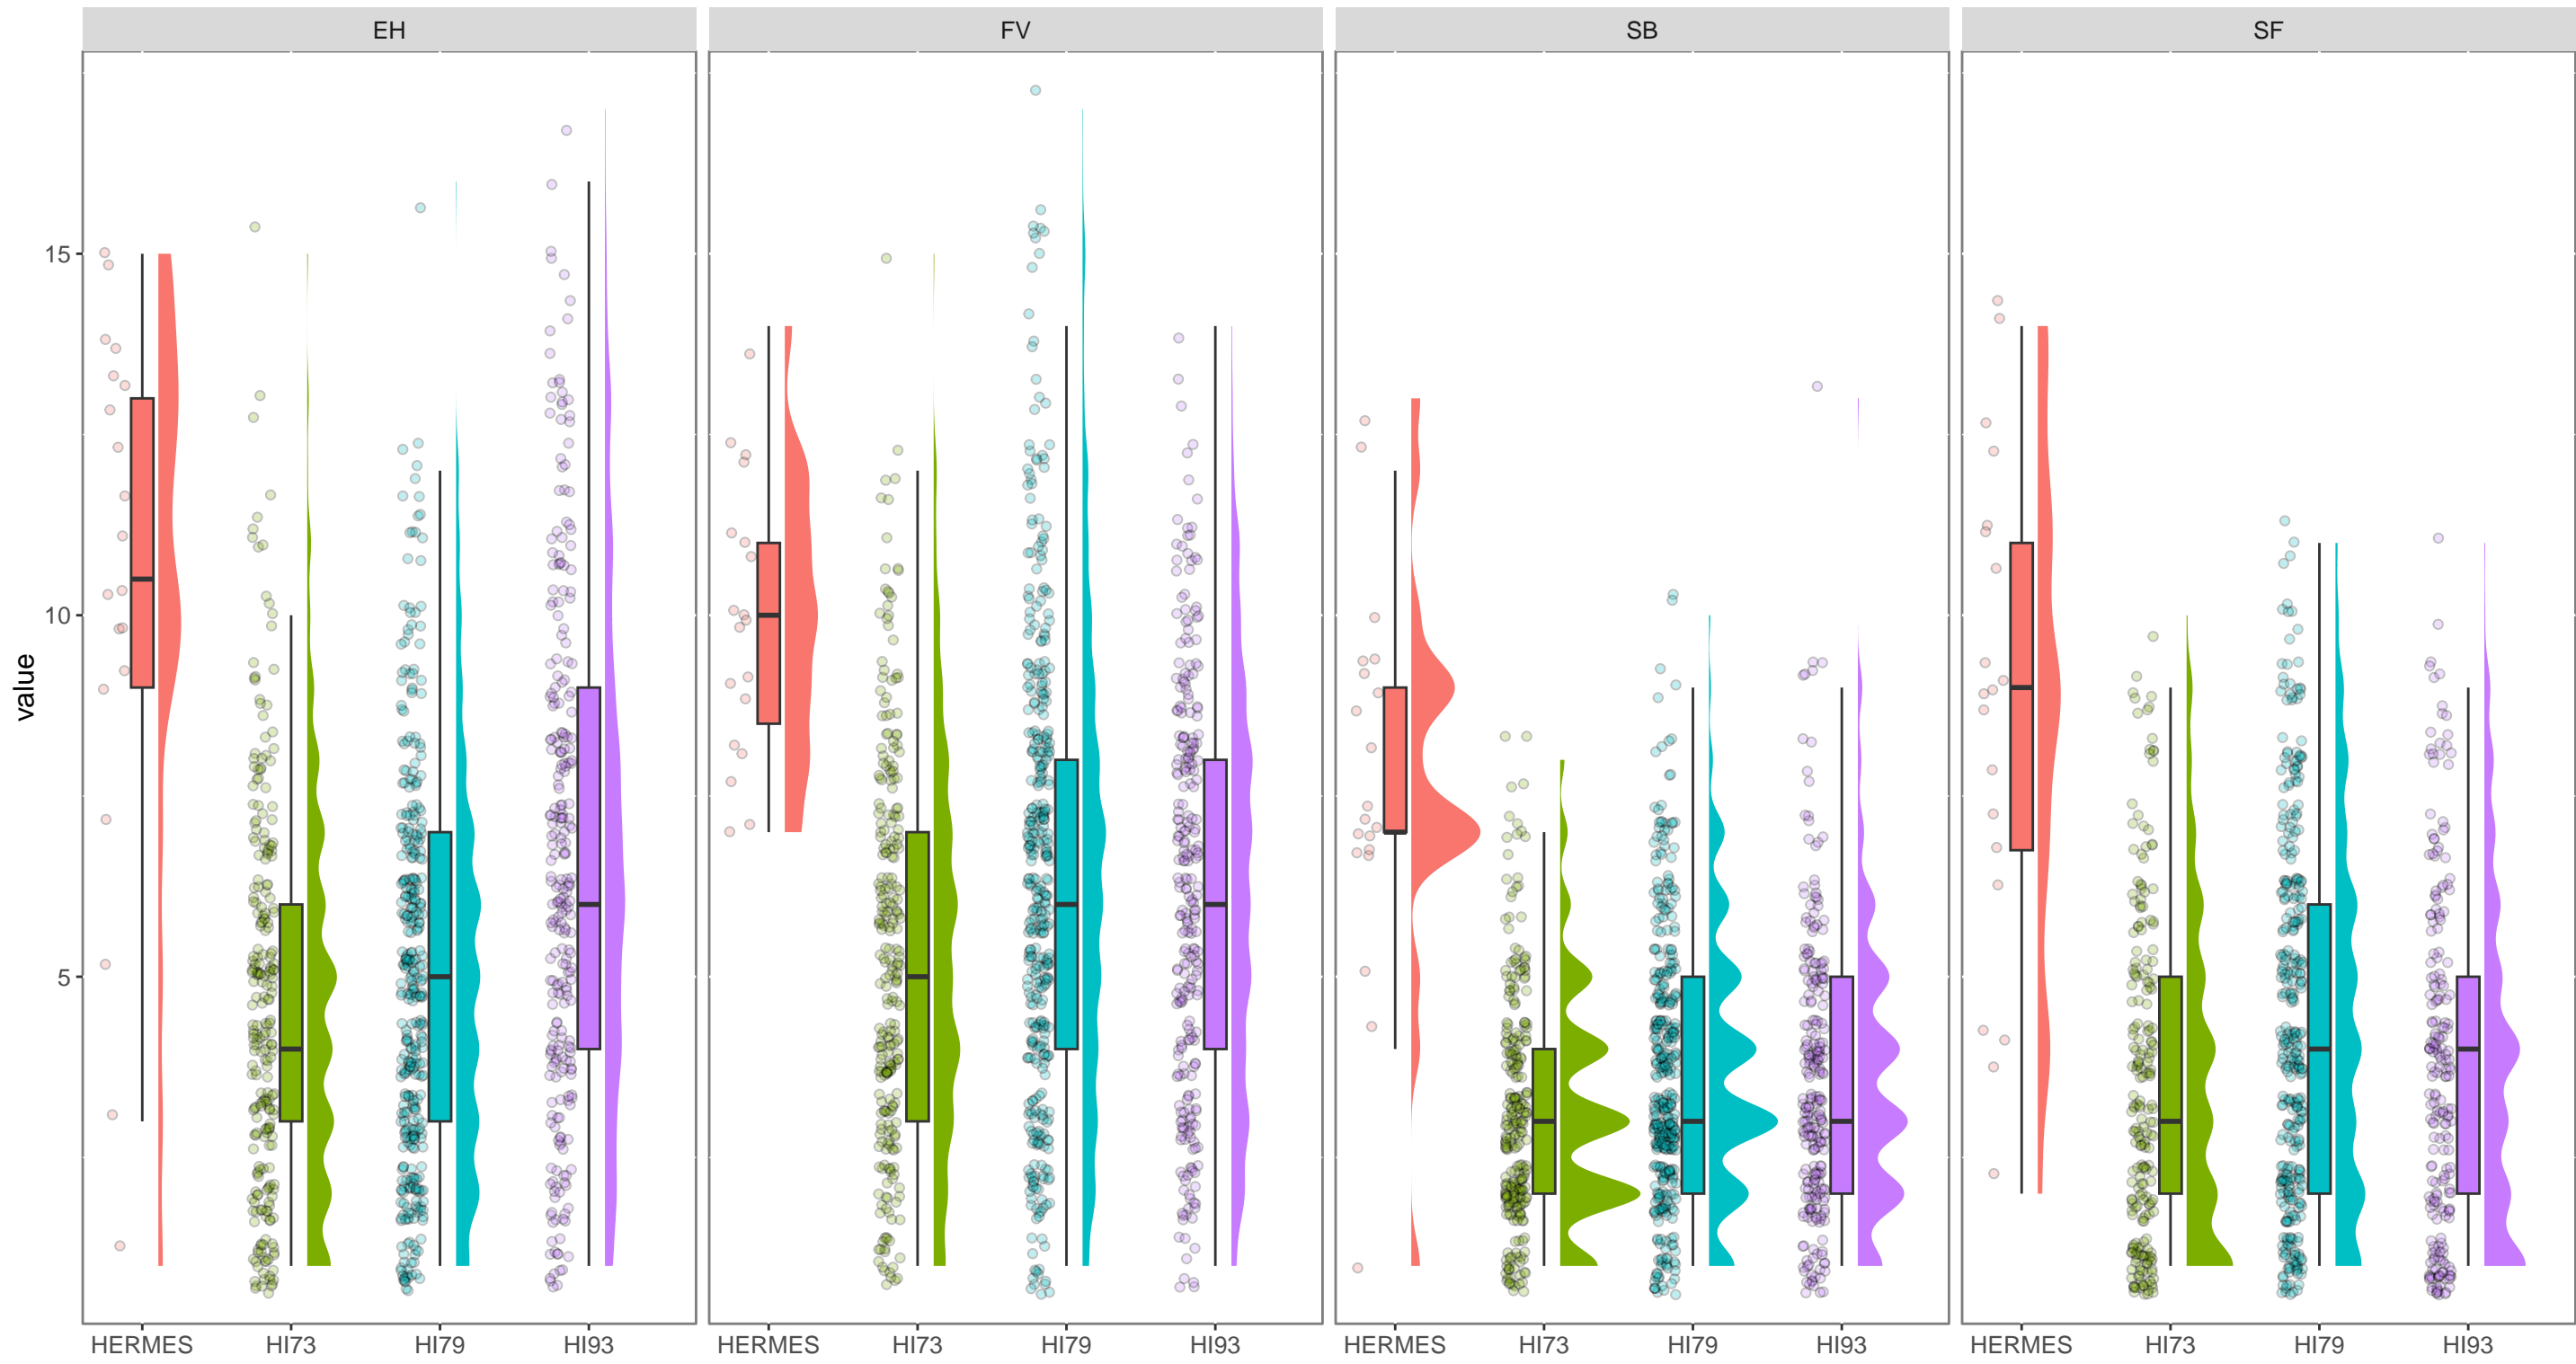 EH FV SB SF
15
10
5
value
HERMES HI73 HI79 HI93 HERMES HI73 HI79 HI93 HERMES HI73 HI79 HI93 HERMES HI73 HI79 HI93